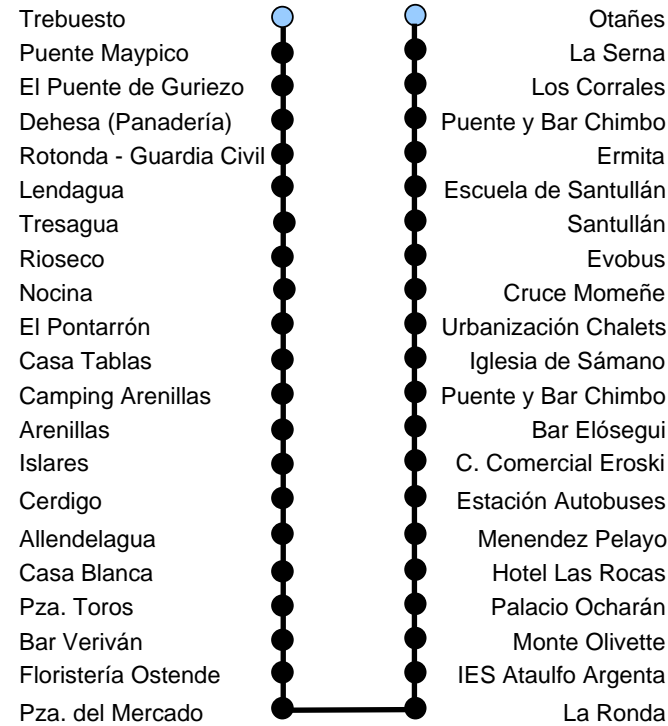 Trebuesto
Puente Maypico
El Puente de Guriezo
Dehesa (Panadería)
Rotonda - Guardia Civil
Lendagua
Tresagua
Rioseco
Nocina
El Pontarrón
Casa Tablas
Camping Arenillas
Arenillas
Islares
Cerdigo
Allendelagua
Casa Blanca
Pza. Toros
Bar Veriván
Floristería Ostende
Pza. del Mercado
Otañes
La Serna
Los Corrales
Puente y Bar Chimbo
Ermita
Escuela de Santullán
Santullán
Evobus
Cruce Momeñe
Urbanización Chalets
Iglesia de Sámano
Puente y Bar Chimbo
Bar Elósegui
C. Comercial Eroski
Estación Autobuses
Menendez Pelayo
Hotel Las Rocas
Palacio Ocharán
Monte Olivette
IES Ataulfo Argenta
La Ronda